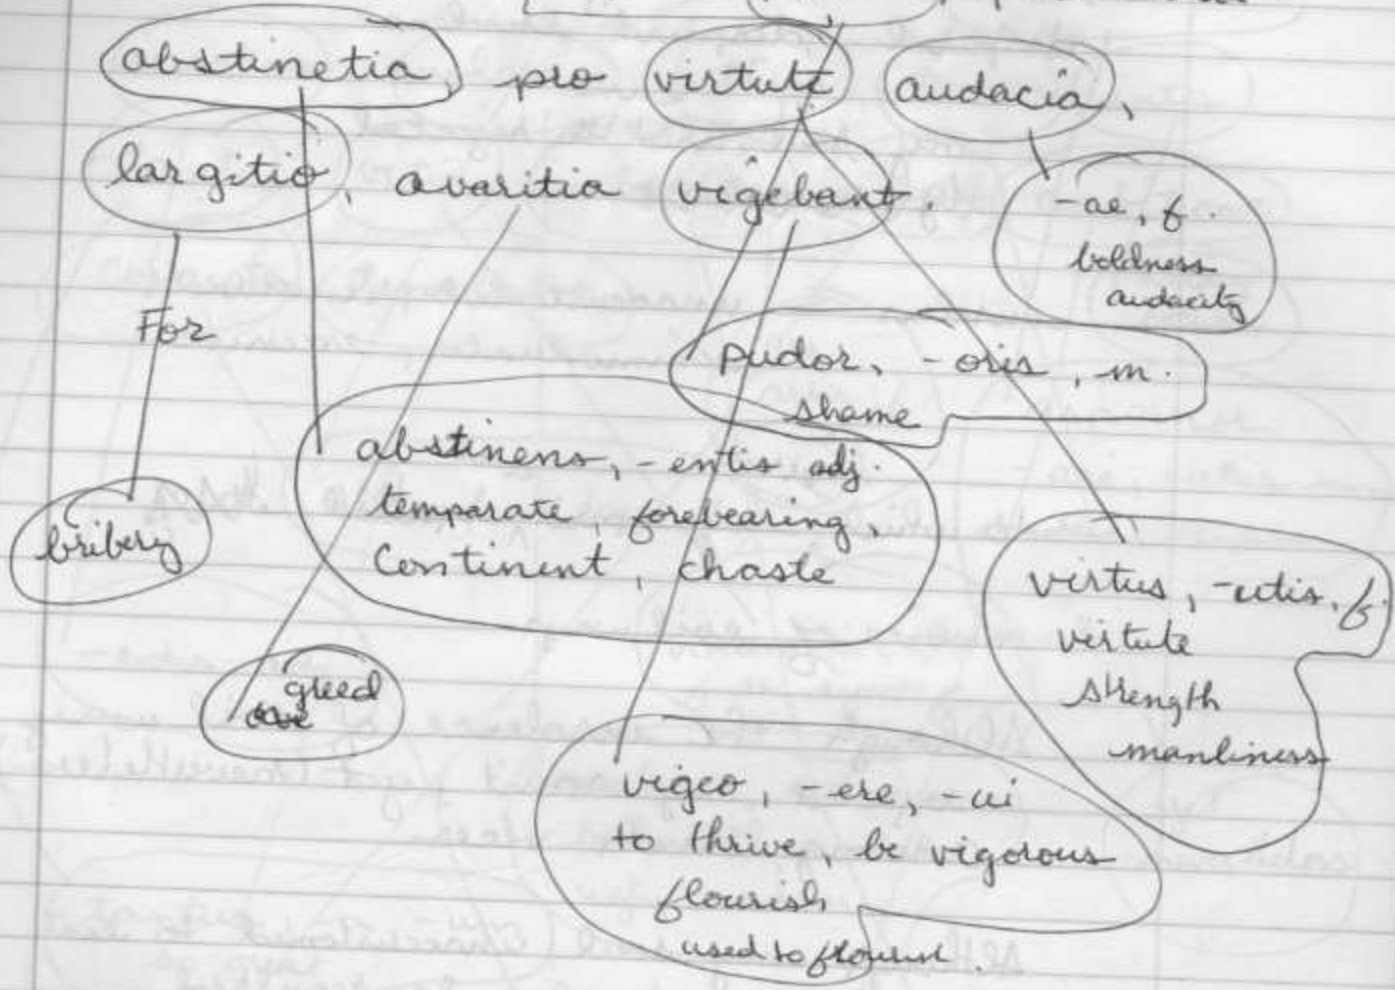 abstinetia, pro virtute audacia,
largitio, avaritia vigebant.
-ae, f.
boldness
audacity
For
pudor, -oris, m.
shame
abstinens, -entis adj.
temparate, forebearing,
Continent, chaste
bribery
virtus, -utis, f.
virtute
strength
manliness
greed
vigeo, -ere, -ui
to thrive, be vigorous
flourish
used to flourish.